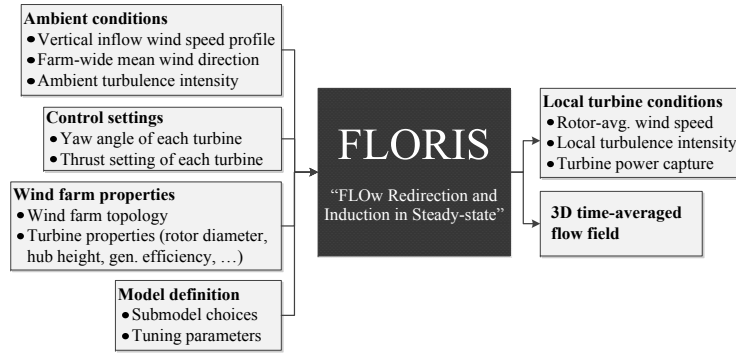 Ambient conditions
● Vertical inflow wind speed profile
● Farm-wide mean wind direction
● Ambient turbulence intensity
Control settings
● Yaw angle of each turbine
● Thrust setting of each turbine
Wind farm properties
● Wind farm topology
● Turbine properties (rotor diameter,
hub height, gen. efficiency, …)
Model definition
● Submodel choices
● Tuning parameters
FLORIS
“FLOw Redirection and
Induction in Steady-state”
Local turbine conditions
● Rotor-avg. wind speed
● Local turbulence intensity
● Turbine power capture
3D time-averaged
flow field